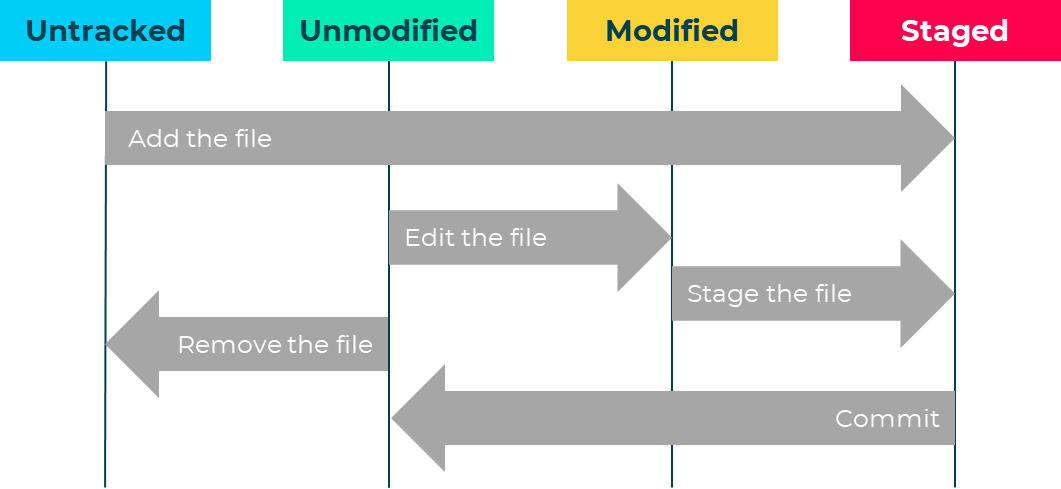 Untracked
Unmodified
Modified
Staged
Add the file
Edit the file
Stage the file
Remove the file
Commit